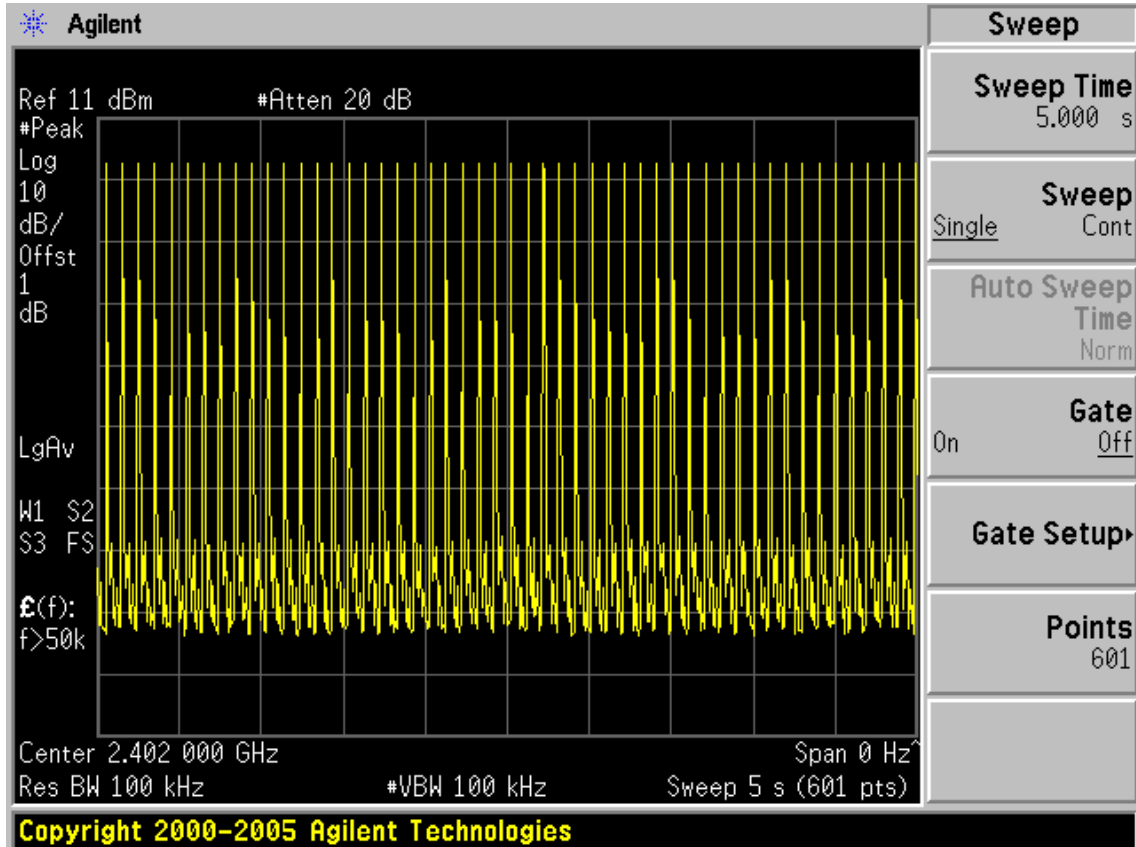 Agilent
Ref 11 dBm #Atten 20 dB
#Peak
Log
10
dB/
Offst
1
dB
LgAv
W1 S2
S3 FS
£(f):
f>50k
Center 2.402 000 GHz Span 0 Hz^
Res BW 100 kHz #VBW 100 kHz Sweep 5 s (601 pts)
Copyright 2000-2005 Agilent Technologies
Sweep
Sweep Time
5.000 s
Sweep
Single Cont
Auto Sweep
Time
Norm
Gate
On Off
Gate Setup▸
Points
601